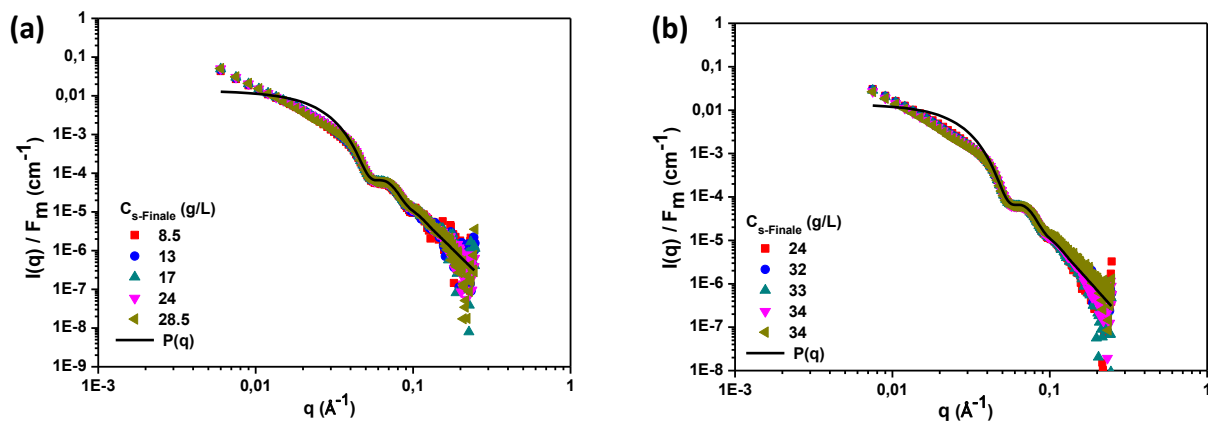 (a)
1
0,1
0,01
1E-3
1E-4
1E-5
1E-6
1E-7
1E-8
1E-9
I(q) / Fm (cm-1)
Cs-Finale (g/L)
8.5
13
17
24
28.5
P(q)
1E-3
0,01
0,1
1
q (Å-1)
(b)
1
0,1
0,01
1E-3
1E-4
1E-5
1E-6
1E-7
1E-8
I(q) / Fm (cm-1)
Cs-Finale (g/L)
24
32
33
34
34
P(q)
1E-3
0,01
0,1
1
q (Å-1)